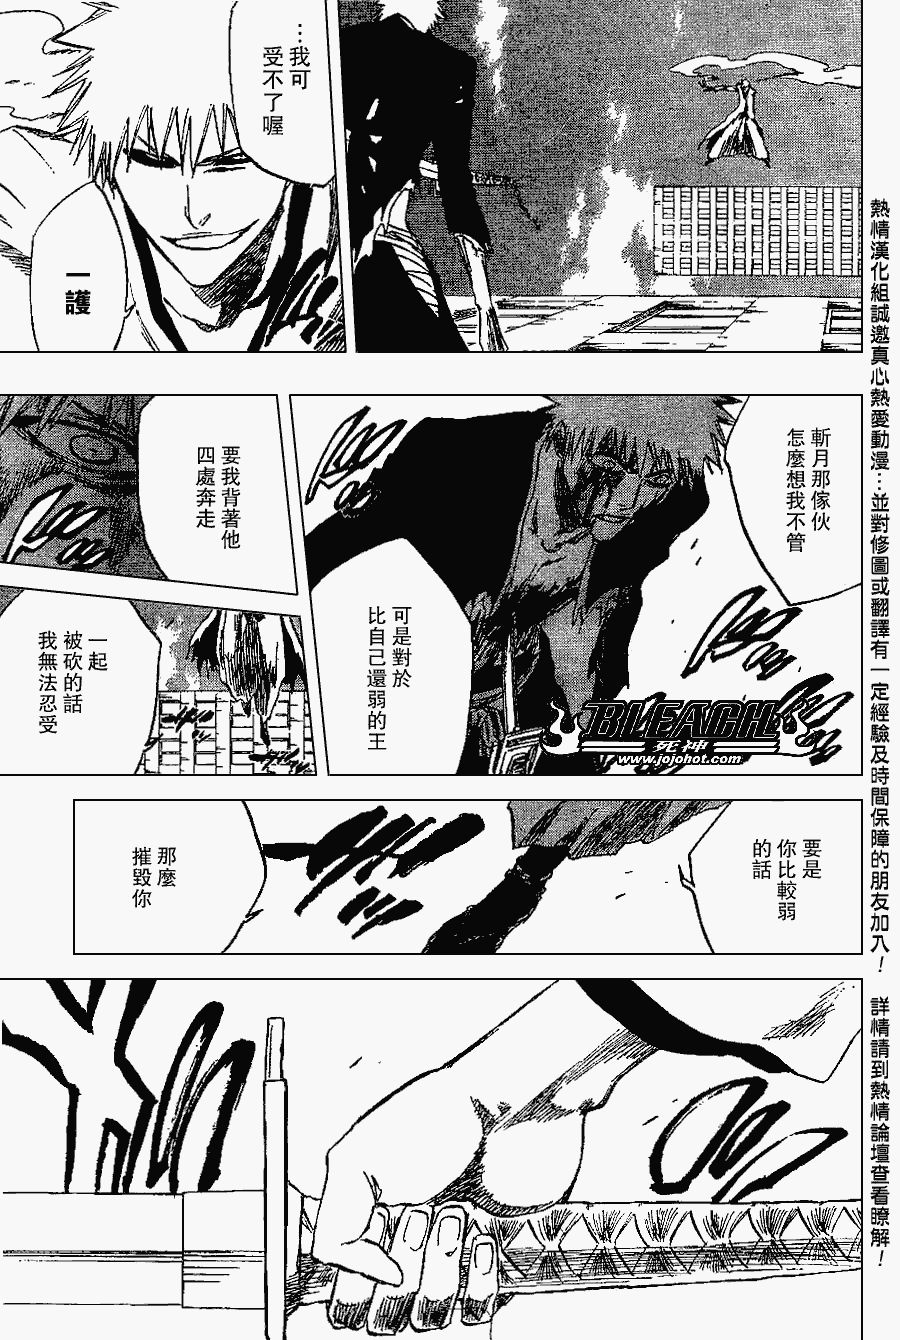 …我可
受不了喔
一護
斬月那傢伙
怎麼想我不管
可是對於
比自己還弱的王
要我背著他
四處奔走
一起
被砍的話
我無法忍受
要是
你比較弱
的話
那麼
摧毀你
BLEACH
死神
www.jojohot.com
熱情漢化組誠邀真心熱愛動漫…並對修圖或翻譯有一定經驗及時間保障的朋友加入！ 詳情請到熱情論壇查看瞭解！